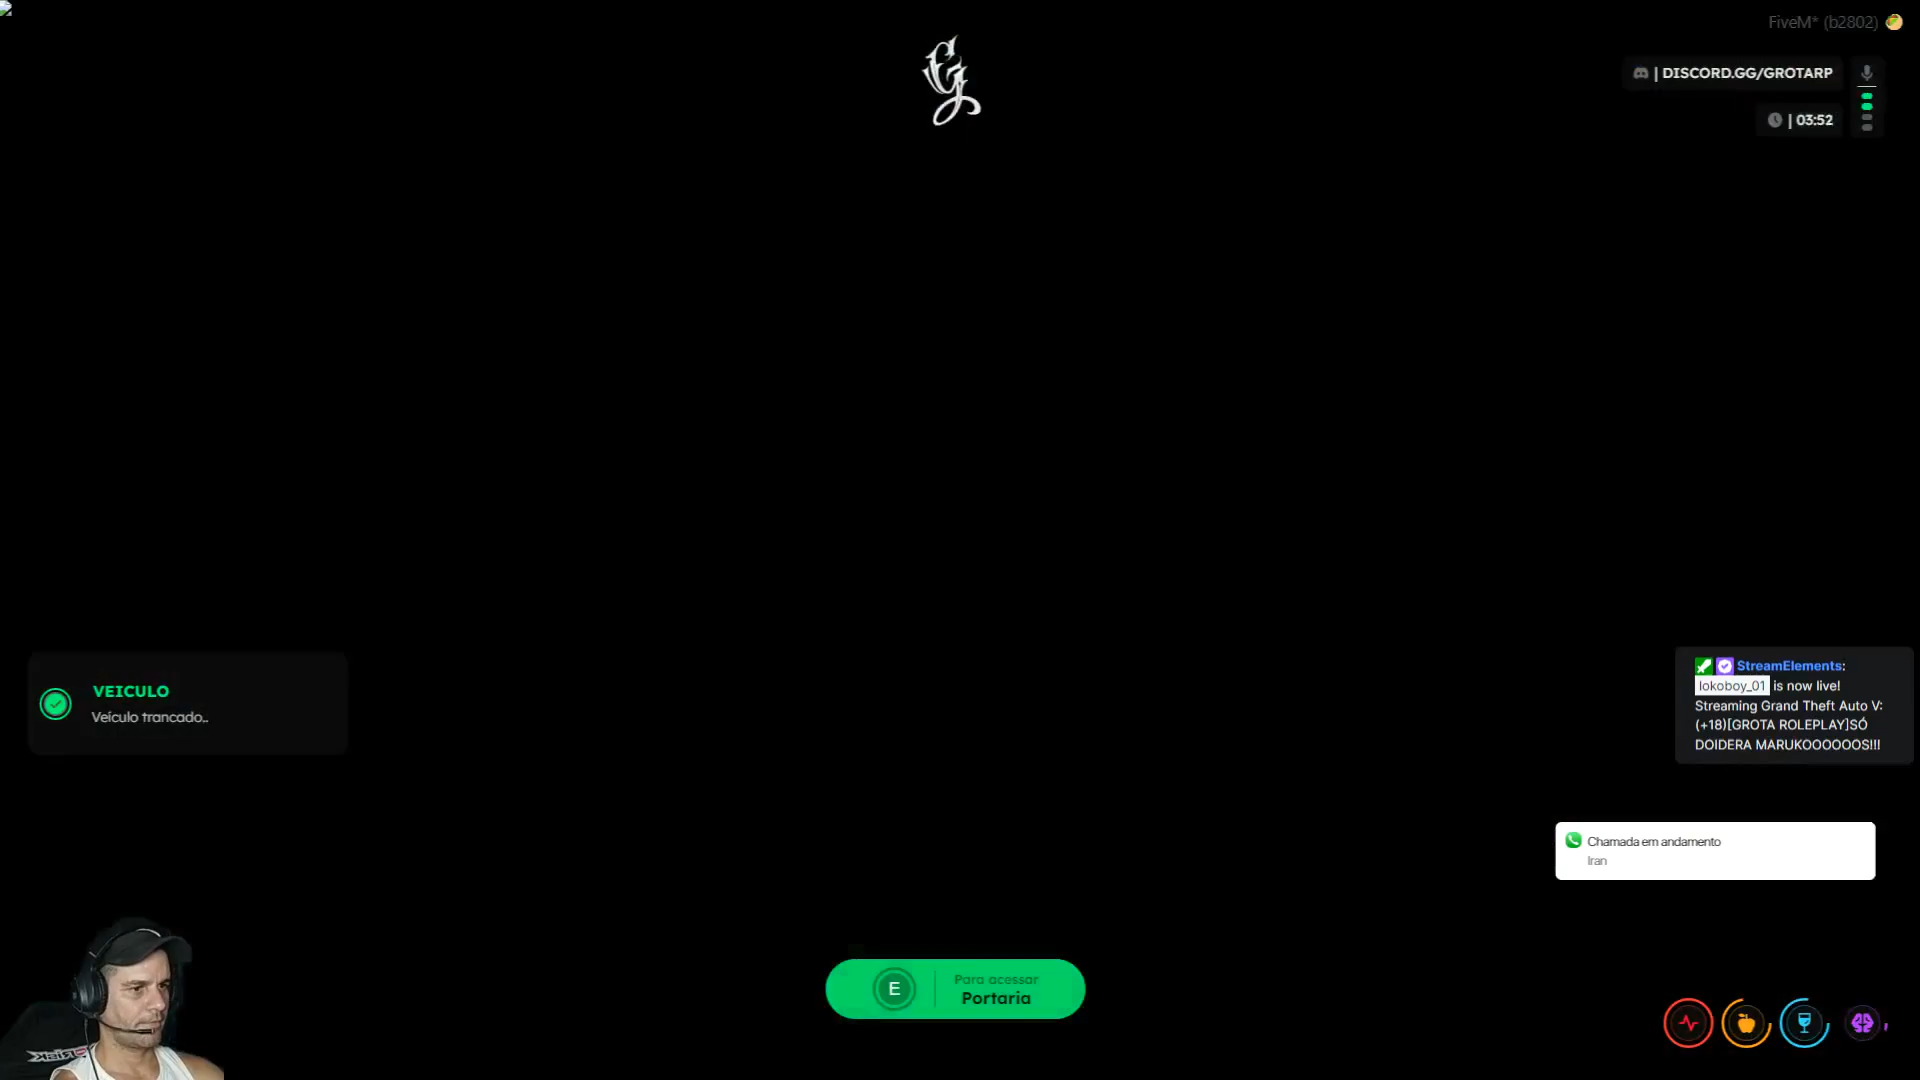 FiveM* (b2802)
| DISCORD.GG/GROTARP
| 03:52
VEICULO
Veículo trancado..
StreamElements:
lokoboy_01 is now live!
Streaming Grand Theft Auto V:
(+18)[GROTA ROLEPLAY]SÓ
DOIDERA MARUKOOOOOOS!!!
Chamada em andamento
Iran
E
Para acessar
Portaria